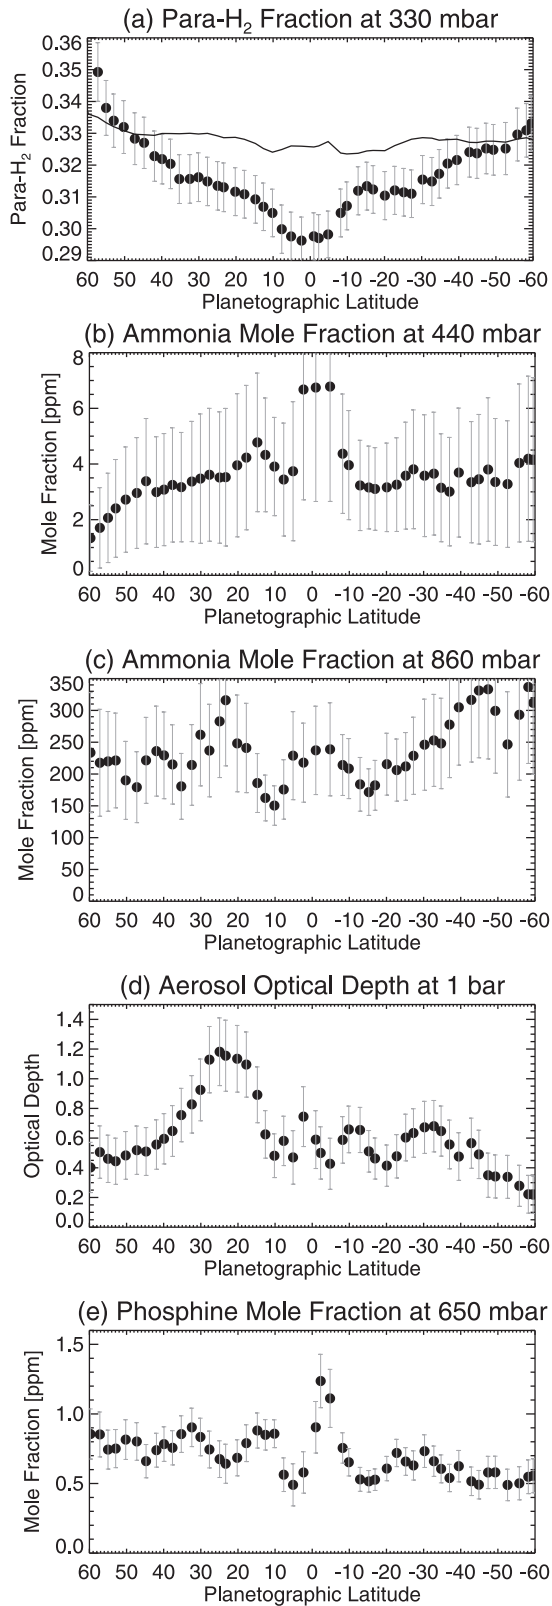 (a) Para-H₂ Fraction at 330 mbar
0.36
0.35
0.34
0.33
0.32
0.31
0.30
0.29
Para-H₂ Fraction
60 50 40 30 20 10 0 -10 -20 -30 -40 -50 -60
Planetographic Latitude
(b) Ammonia Mole Fraction at 440 mbar
8
6
4
2
0
Mole Fraction [ppm]
60 50 40 30 20 10 0 -10 -20 -30 -40 -50 -60
Planetographic Latitude
(c) Ammonia Mole Fraction at 860 mbar
350
300
250
200
150
100
50
0
Mole Fraction [ppm]
60 50 40 30 20 10 0 -10 -20 -30 -40 -50 -60
Planetographic Latitude
(d) Aerosol Optical Depth at 1 bar
1.4
1.2
1.0
0.8
0.6
0.4
0.2
0.0
Optical Depth
60 50 40 30 20 10 0 -10 -20 -30 -40 -50 -60
Planetographic Latitude
(e) Phosphine Mole Fraction at 650 mbar
1.5
1.0
0.5
0.0
Mole Fraction [ppm]
60 50 40 30 20 10 0 -10 -20 -30 -40 -50 -60
Planetographic Latitude